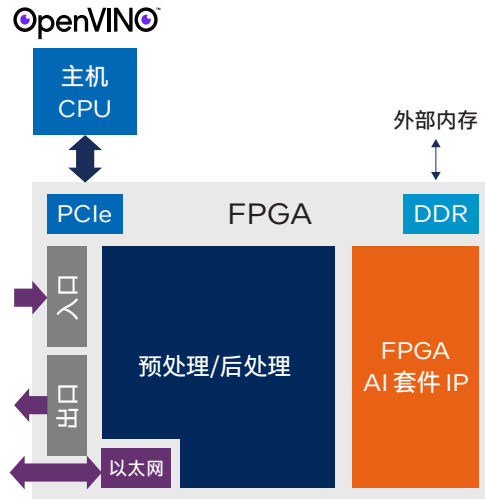 OpenVINO™
主机
CPU
外部内存
PCIe
FPGA
DDR
入口
预处理/后处理
FPGA
AI 套件 IP
出口
以太网